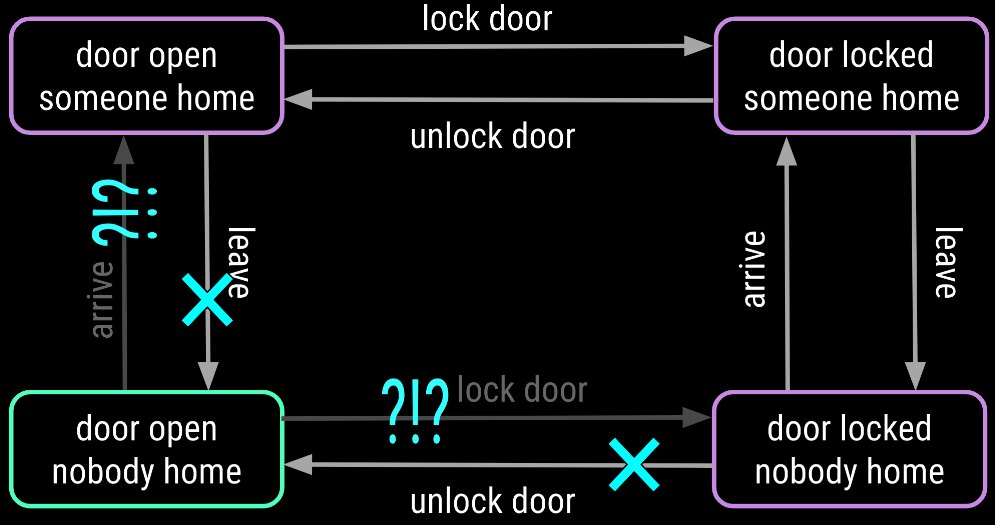 lock door
door open
someone home
door locked
someone home
unlock door
?!?
arrive
leave
arrive
leave
?!?
lock door
door open
nobody home
door locked
nobody home
unlock door